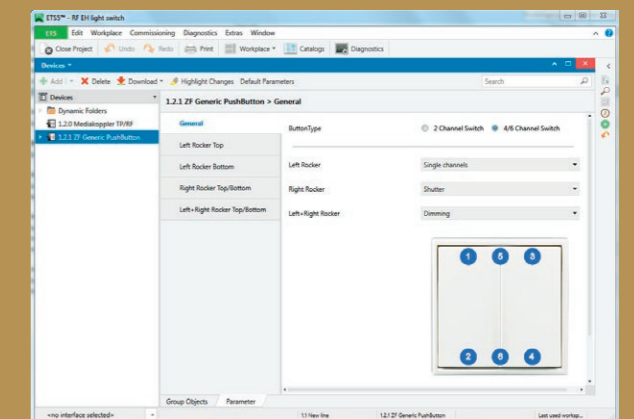 ETS5™ - RF EH light switch
ETS Edit Workplace Commissioning Diagnostics Extras Window
Close Project Undo Redo Print Workplace Catalogs Diagnostics
Devices
Add Delete Download Highlight Changes Default Parameters Search
Devices
Dynamic Folders
1.2.0 Mediakoppler TP/RF
1.2.1 ZF Generic PushButton
1.2.1 ZF Generic PushButton > General
General
Left Rocker Top
Left Rocker Bottom
Right Rocker Top/Bottom
Left+Right Rocker Top/Bottom
ButtonType 2 Channel Switch 4/6 Channel Switch
Left Rocker Single channels
Right Rocker Shutter
Left+Right Rocker Dimming
1 5 3
2 6 4
Group Objects Parameter
<no interface selected> 1.1 New line 1.2.1 ZF Generic PushButton Last used worksp...